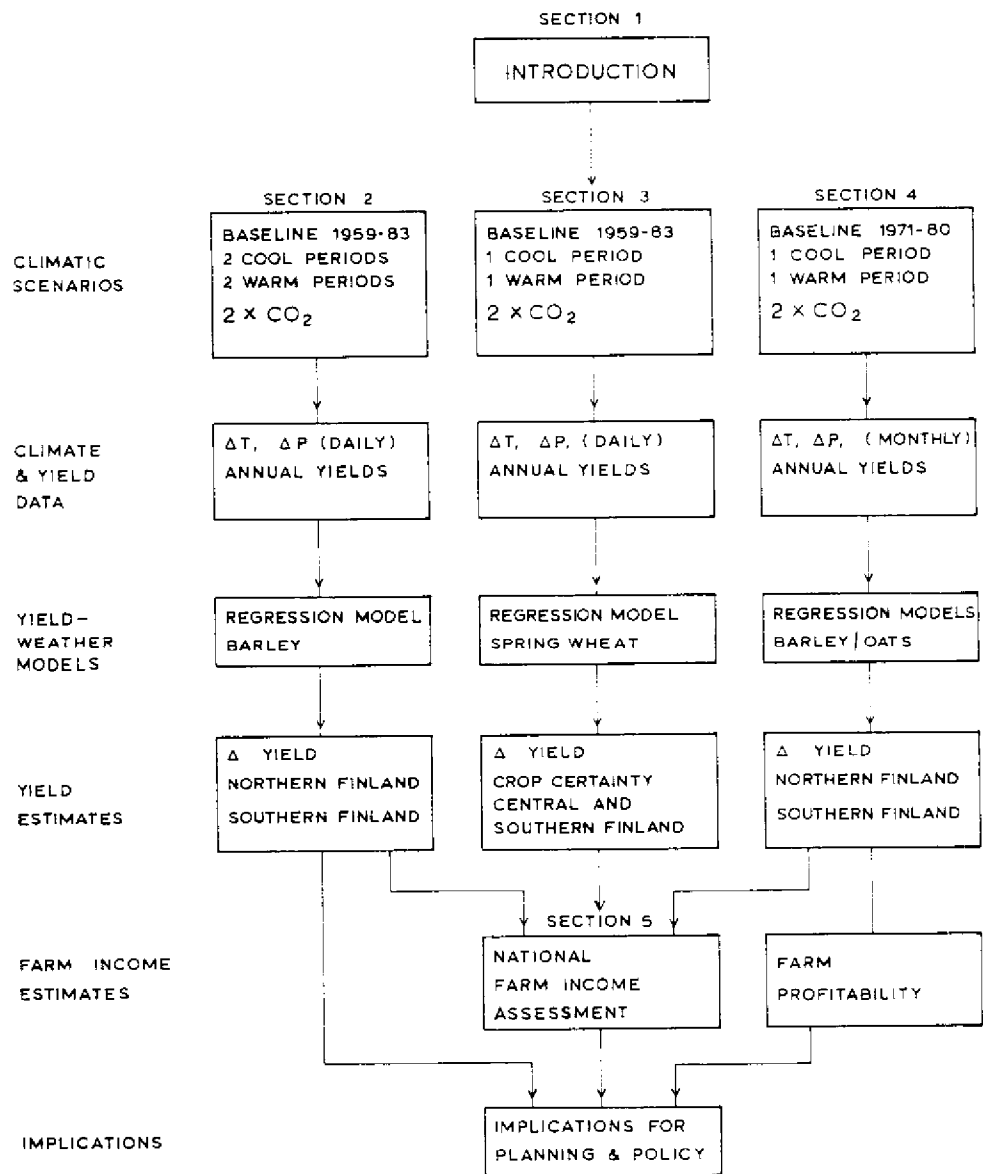 SECTION 1
INTRODUCTION
SECTION 2
SECTION 3
SECTION 4
CLIMATIC
SCENARIOS
BASELINE 1959-83
2 COOL PERIODS
2 WARM PERIODS
2 × CO₂
BASELINE 1959-83
1 COOL PERIOD
1 WARM PERIOD
2 × CO₂
BASELINE 1971-80
1 COOL PERIOD
1 WARM PERIOD
2 × CO₂
CLIMATE
& YIELD
DATA
ΔT, ΔP (DAILY)
ANNUAL YIELDS
ΔT, ΔP, (DAILY)
ANNUAL YIELDS
ΔT, ΔP, (MONTHLY)
ANNUAL YIELDS
YIELD-
WEATHER
MODELS
REGRESSION MODEL
BARLEY
REGRESSION MODEL
SPRING WHEAT
REGRESSION MODELS
BARLEY/OATS
YIELD
ESTIMATES
Δ YIELD
NORTHERN FINLAND
SOUTHERN FINLAND
Δ YIELD
CROP CERTAINTY
CENTRAL AND
SOUTHERN FINLAND
Δ YIELD
NORTHERN FINLAND
SOUTHERN FINLAND
SECTION 5
FARM INCOME
ESTIMATES
NATIONAL
FARM INCOME
ASSESSMENT
FARM
PROFITABILITY
IMPLICATIONS
IMPLICATIONS FOR
PLANNING & POLICY